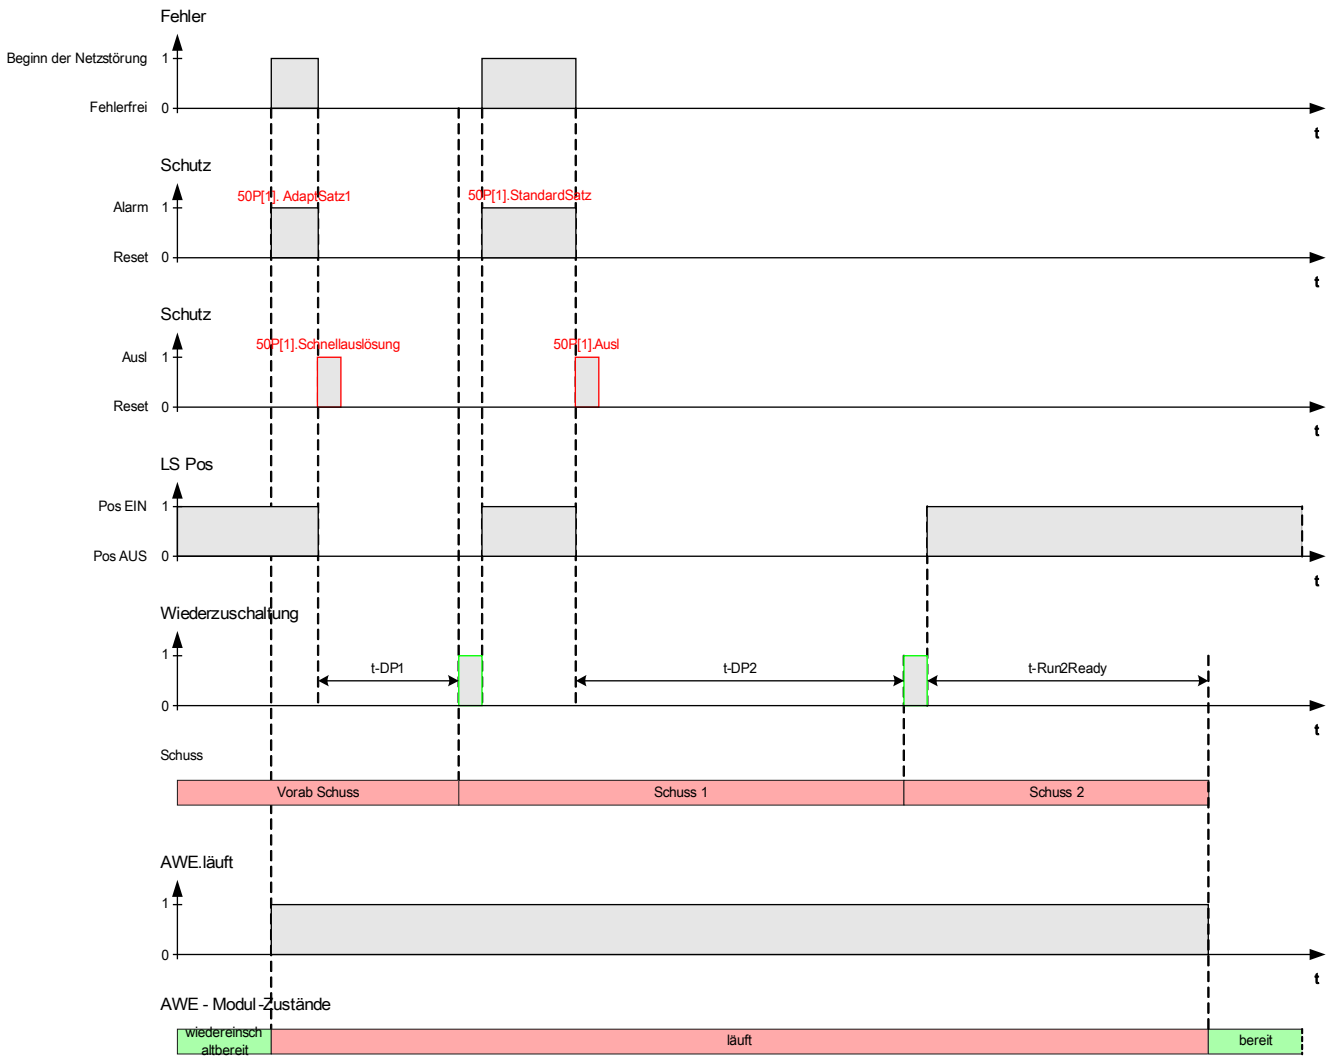 Fehler
Beginn der Netzstörung 1
Fehlerfrei 0
t
Schutz
50P[1]. AdaptSatz1 50P[1].StandardSatz
Alarm 1
Reset 0
t
Schutz
50P[1].Schnellauslösung 50P[1].Ausl
Ausl 1
Reset 0
t
LS Pos
Pos EIN 1
Pos AUS 0
t
Wiederzuschaltung
1
t-DP1 t-DP2 t-Run2Ready
0
t
Schuss
Vorab Schuss Schuss 1 Schuss 2
AWE.läuft
1
0
t
AWE - Modul-Zustände
wiedereinsch
altbereit
läuft bereit